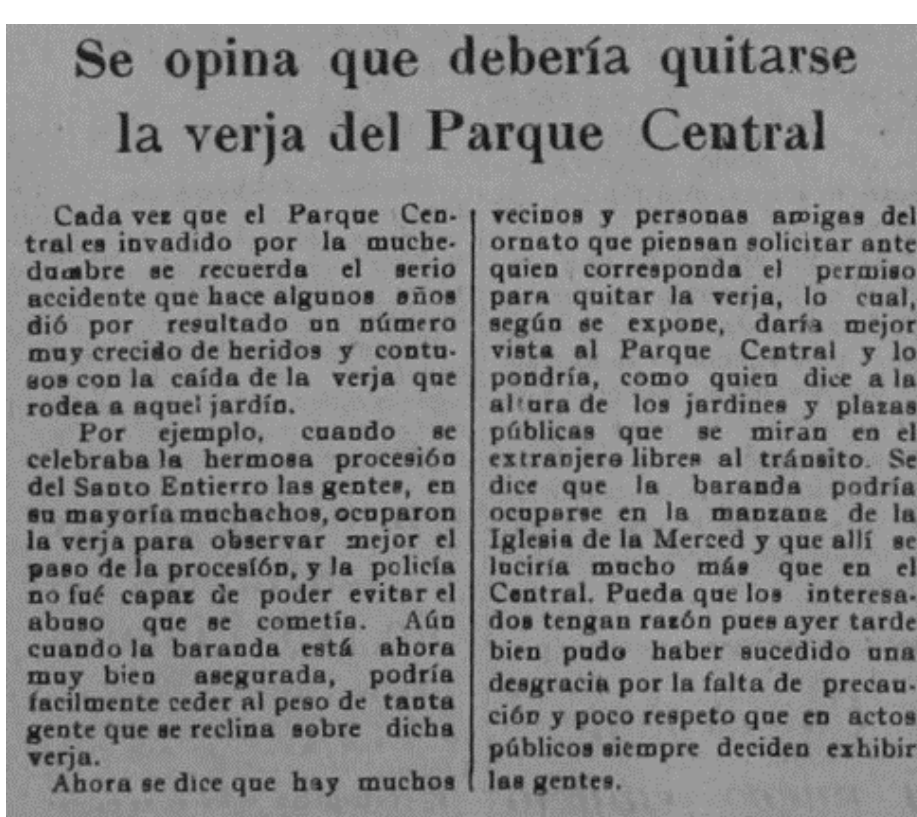 Se opina que debería quitarse
la verja del Parque Central
Cada vez que el Parque Cen-
tral es invadido por la muche-
dumbre se recuerda el serio
accidente que hace algunos años
dió por resultado un número
muy crecido de heridos y contu-
sos con la caída de la verja que
rodea a aquel jardín.
Por ejemplo, cuando se
celebraba la hermosa procesión
del Santo Entierro las gentes, en
su mayoría muchachos, ocuparon
la verja para observar mejor el
paso de la procesión, y la policía
no fué capaz de poder evitar el
abuso que se cometía. Aún
cuando la baranda está ahora
muy bien asegurada, podría
facilmente ceder al peso de tanta
gente que se reclina sobre dicha
verja.
Ahora se dice que hay muchos
vecinos y personas amigas del
ornato que piensan solicitar ante
quien corresponda el permiso
para quitar la verja, lo cual,
según se expone, daría mejor
vista al Parque Central y lo
pondría, como quien dice a la
altura de los jardines y plazas
públicas que se miran en el
extranjero libres al tránsito. Se
dice que la baranda podría
ocuparse en la manzana de la
Iglesia de la Merced y que allí se
luciría mucho más que en el
Central. Pueda que los interesa-
dos tengan razón pues ayer tarde
bien pudo haber sucedido una
desgracia por la falta de precau-
ción y poco respeto que en actos
públicos siempre deciden exhibir
las gentes.